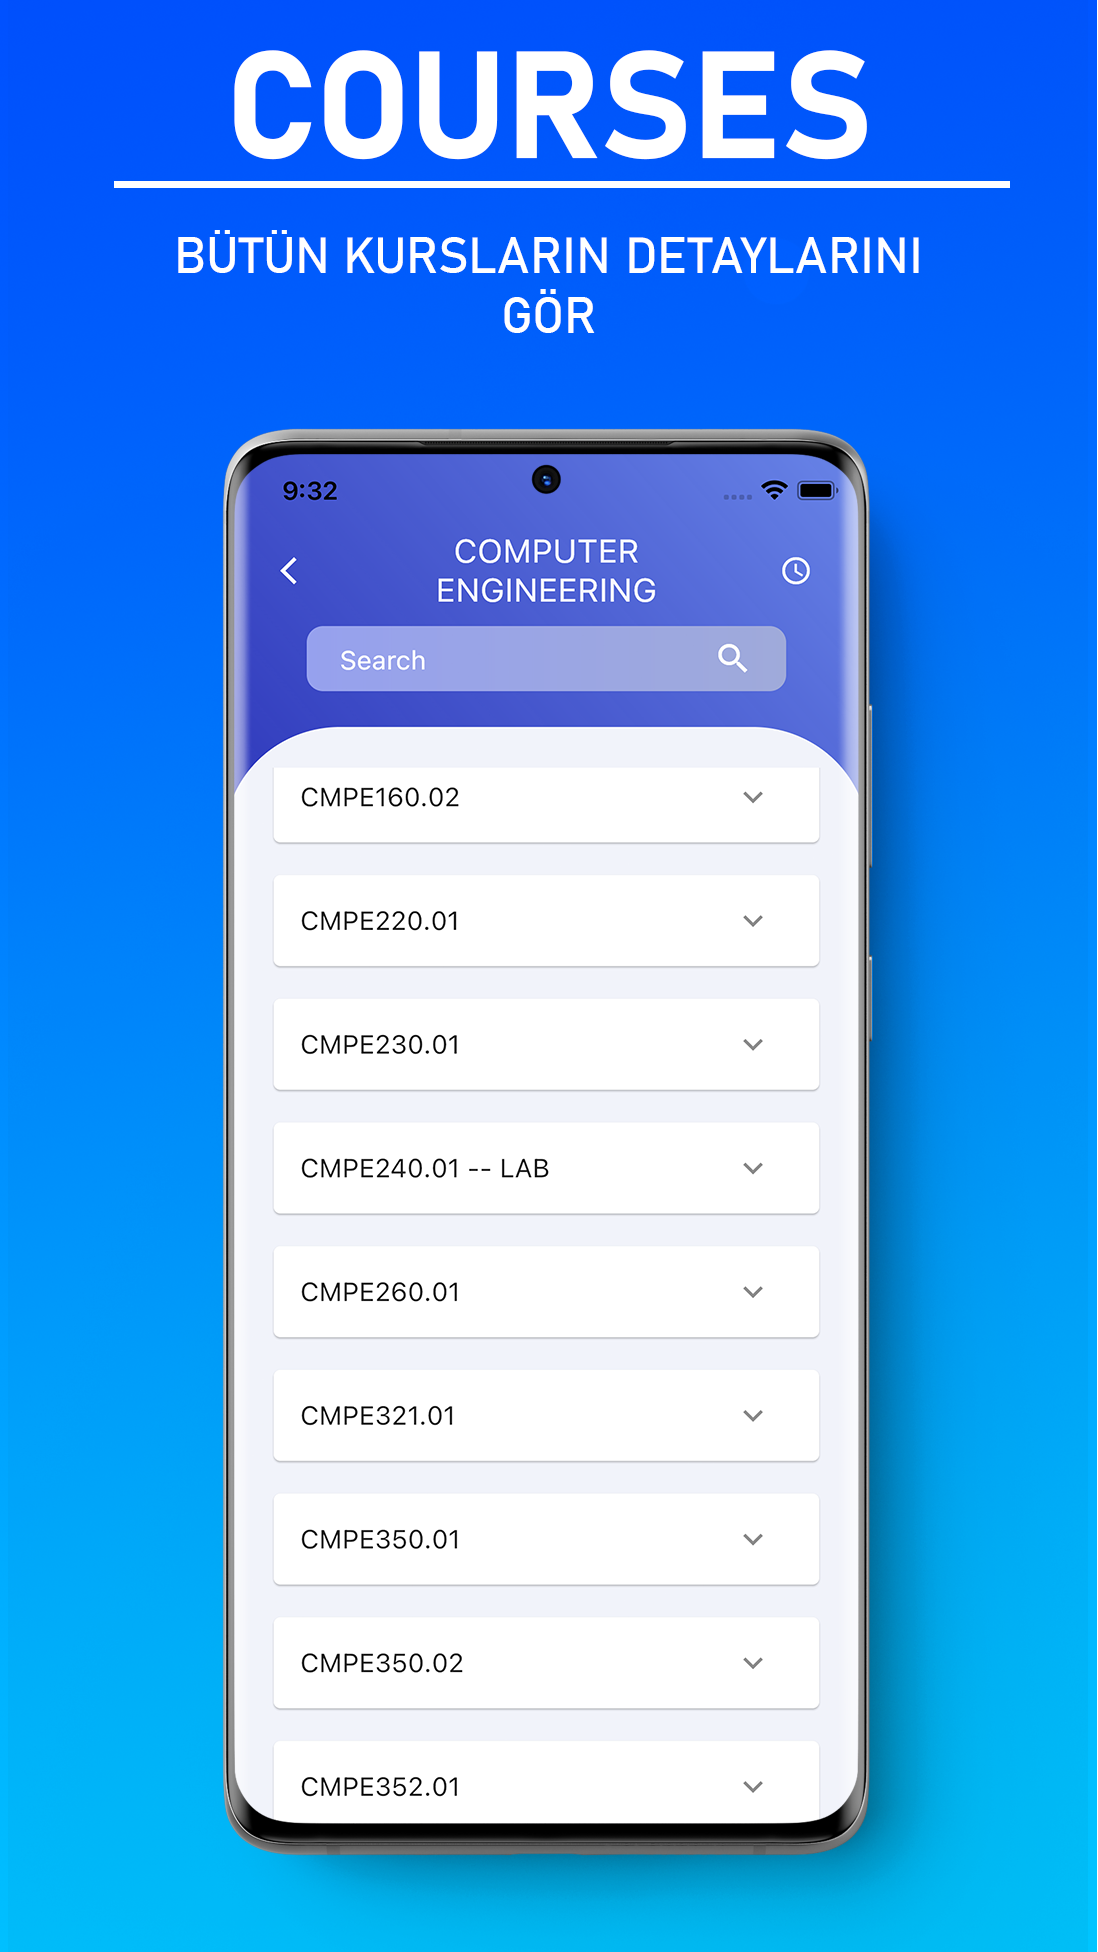 COURSES
BÜTÜN KURSLARIN DETAYLARINI
GÖR
9:32
COMPUTER
ENGINEERING
Search
CMPE160.02
CMPE220.01
CMPE230.01
CMPE240.01 -- LAB
CMPE260.01
CMPE321.01
CMPE350.01
CMPE350.02
CMPE352.01